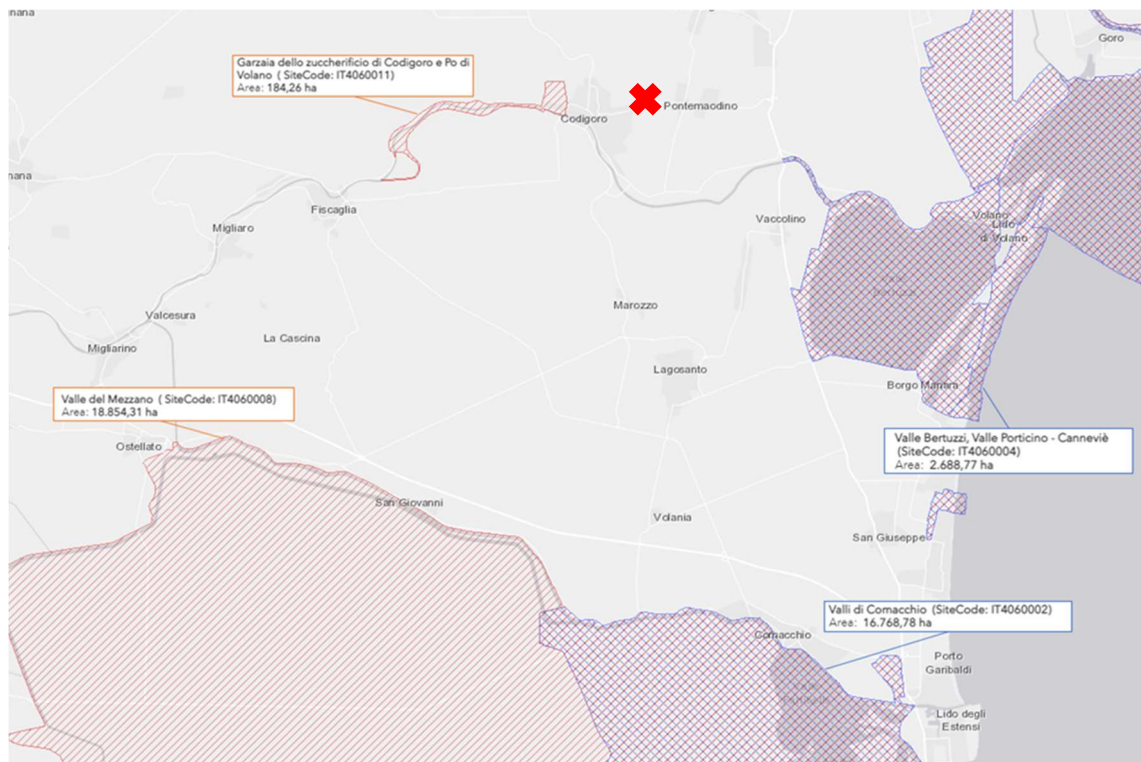 nana
Goro
Garzaia dello zuccherificio di Codigoro e Po di
Volano ( SiteCode: IT4060011)
Area: 184,26 ha
Codigoro
Pontemaodino
nana
Fiscaglia
Migliaro
Vaccolino
Volano
Lido
di Volano
Marozzo
Valcesura
La Cascina
Migliarino
Lagosanto
Borgo Manara
Valle del Mezzano ( SiteCode: IT4060008)
Area: 18.854,31 ha
Ostellato
Valle Bertuzzi, Valle Porticino - Canneviè
(SiteCode: IT4060004)
Area: 2.688,77 ha
San Giovanni
Volania
San Giuseppe
Valli di Comacchio (SiteCode: IT4060002)
Area: 16.768,78 ha
Comacchio
Porto
Garibaldi
Lido degli
Estensi